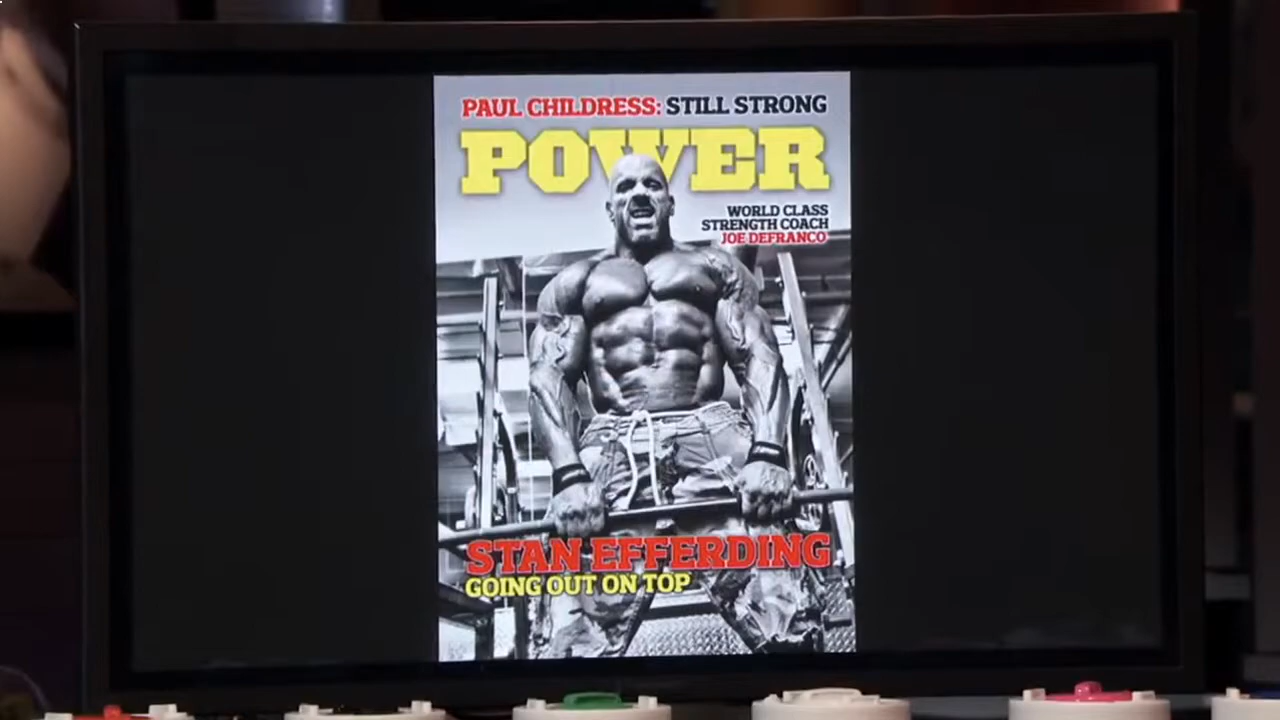 PAUL CHILDRESS: STILL STRONG
POWER
WORLD CLASS
STRENGTH COACH
JOE DEFRANCO
STAN EFFERDING
GOING OUT ON TOP